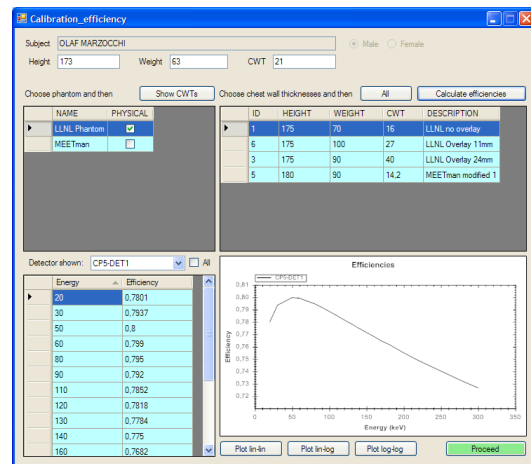 Calibration_efficiency
Subject OLAF MARZOCCHI Male Female
Height 173 Weight 63 CWT 21
Choose phantom and then Show CWTs Choose chest wall thicknesses and then All Calculate efficiencies
NAME PHYSICAL
LLNL Phantom
MEETman
ID HEIGHT WEIGHT CWT DESCRIPTION
1 175 70 16 LLNL no overlay
6 175 100 27 LLNL Overlay 11mm
3 175 90 40 LLNL Overlay 24mm
5 180 90 14,2 MEETman modified 1
Detector shown: CP5-DET1 All
Energy Efficiency
20 0,7801
30 0,7937
50 0,8
60 0,799
80 0,795
90 0,792
110 0,7852
120 0,7818
130 0,7784
140 0,775
160 0,7682
Efficiencies
CP5-DET1
0,81
0,80
0,79
0,78
0,77
0,76
0,75
0,74
0,73
0,72
Efficiency
0 50 100 150 200 250 300 350
Energy (keV)
Plot lin-lin Plot lin-log Plot log-log Proceed